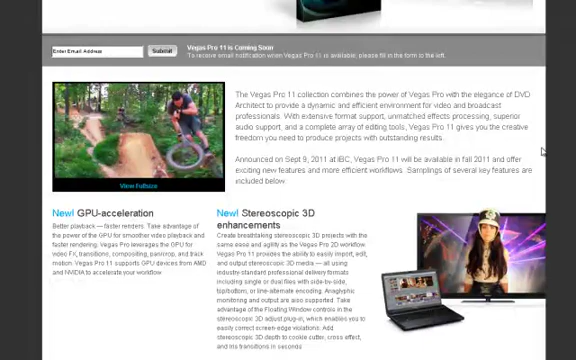 Enter Email Address
Submit
Vegas Pro 11 is Coming Soon
To receive email notification when Vegas Pro 11 is available, please fill in the form to the left.
The Vegas Pro 11 collection combines the power of Vegas Pro with the elegance of DVD
Architect to provide a dynamic and efficient environment for video and broadcast
professionals. With extensive format support, unmatched effects processing, superior
audio support, and a complete array of editing tools, Vegas Pro 11 gives you the creative
freedom you need to produce projects with outstanding results.
Announced on Sept 9, 2011 at IBC, Vegas Pro 11 will be available in fall 2011 and offer
exciting new features and more efficient workflows. Samplings of several key features are
included below.
View Fullsize
New! GPU-acceleration
Better playback — faster renders. Take advantage of
the power of the GPU for smoother video playback and
faster rendering. Vegas Pro leverages the GPU for
video FX, transitions, compositing, pan/crop, and track
motion. Vegas Pro 11 supports GPU devices from AMD
and NVIDIA to accelerate your workflow.
New! Stereoscopic 3D
enhancements
Create breathtaking stereoscopic 3D projects with the
same ease and agility as the Vegas Pro 2D workflow.
Vegas Pro 11 provides the ability to easily import, edit,
and output stereoscopic 3D media — all using
industry standard professional delivery formats
including single or dual files with side-by-side,
top/bottom, or line-alternate encoding. Anaglyphic
monitoring and output are also supported. Take
advantage of the Floating Window controls in the
stereoscopic 3D adjust plug-in, which enables you to
easily correct screen-edge violations. Add
stereoscopic 3D depth to cookie cutter, cross effect,
and iris transitions in seconds.